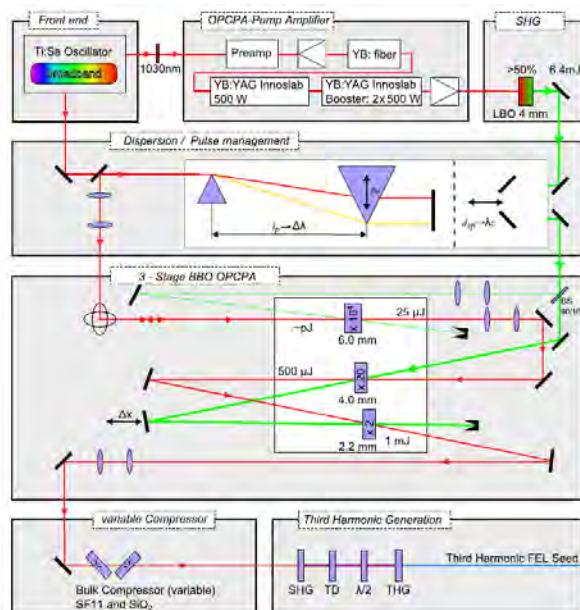 Front end
Ti:Sa Oscillator
Broadband
1030nm
OPCPA-Pump Amplifier
Preamp
YB: fiber
YB:YAG Innoslab
500 W
YB:YAG Innoslab
Booster: 2x500 W
SHG
>50%
6.4mJ
LBO 4 mm
Dispersion / Pulse management
3 - Stage BBO OPCPA
BS
25 µJ
→pJ
6.0 mm
500 µJ
x 20
4.0 mm
Δx
x 2
2.2 mm
1 mJ
variable Compressor
Bulk Compressor (variable)
SF11 and SiO₂
Third Harmonic Generation
Third Harmonic FEL Seed
SHG
TD
λ/2
THG